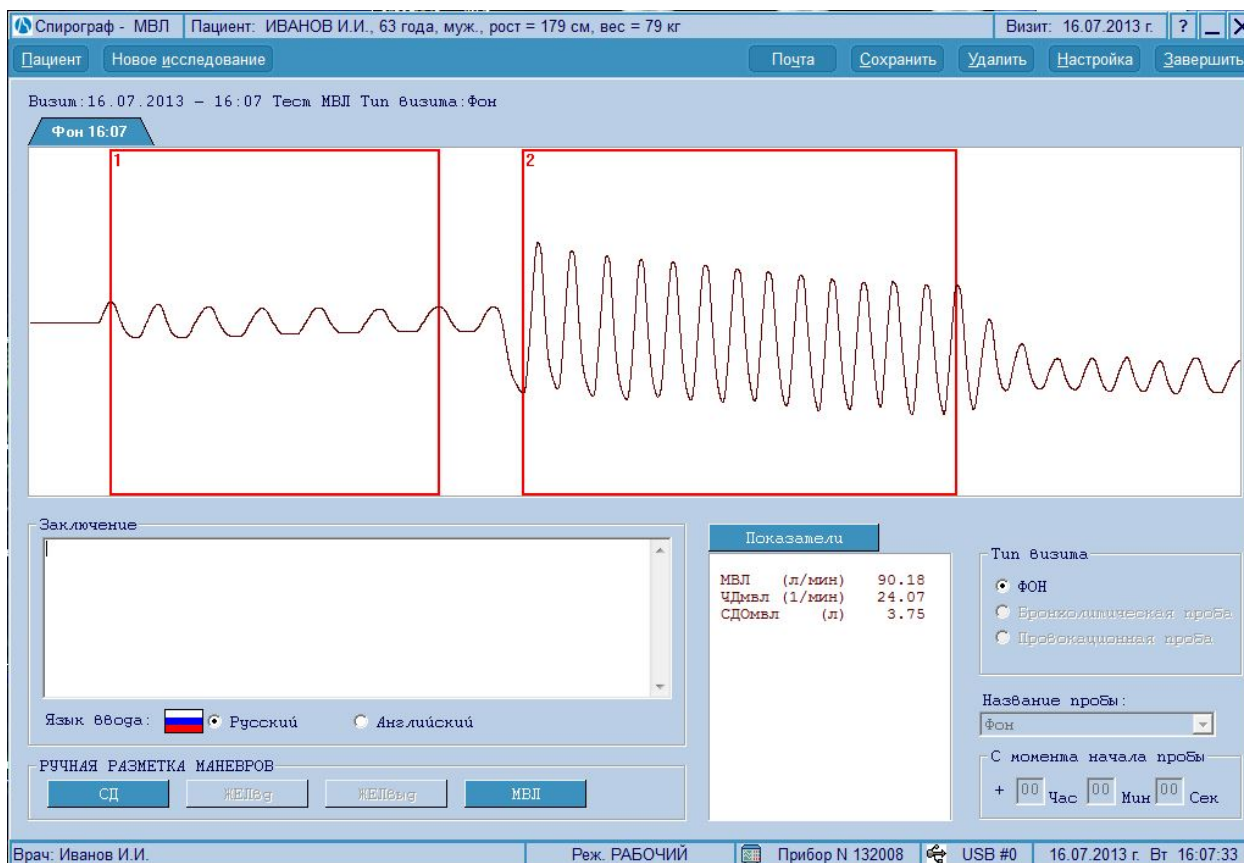 Спирограф - МВЛ Пациент: ИВАНОВ И.И., 63 года, муж., рост = 179 см, вес = 79 кг Визит: 16.07.2013 г. ? _ X
Пациент Новое исследование Почта Сохранить Удалить Настройка Завершить
Визит:16.07.2013 - 16:07 Тест МВЛ Тип визита:Фон
Фон 16:07
1 2
Заключение
Показатели
МВЛ (л/мин) 90.18
ЧДмвл (1/мин) 24.07
СДОмвл (л) 3.75
Тип визита
ФОН
Бронхолитическая проба
Провокационная проба
Язык ввода: Русский Английский
Название пробы:
Фон
РУЧНАЯ РАЗМЕТКА МАНЕВРОВ
СД ЖЕЛвд ЖЕЛвыд МВЛ
С момента начала пробы
+ 00 Час 00 Мин 00 Сек
Врач: Иванов И.И. Реж. РАБОЧИЙ Прибор N 132008 USB #0 16.07.2013 г. Вт 16:07:33